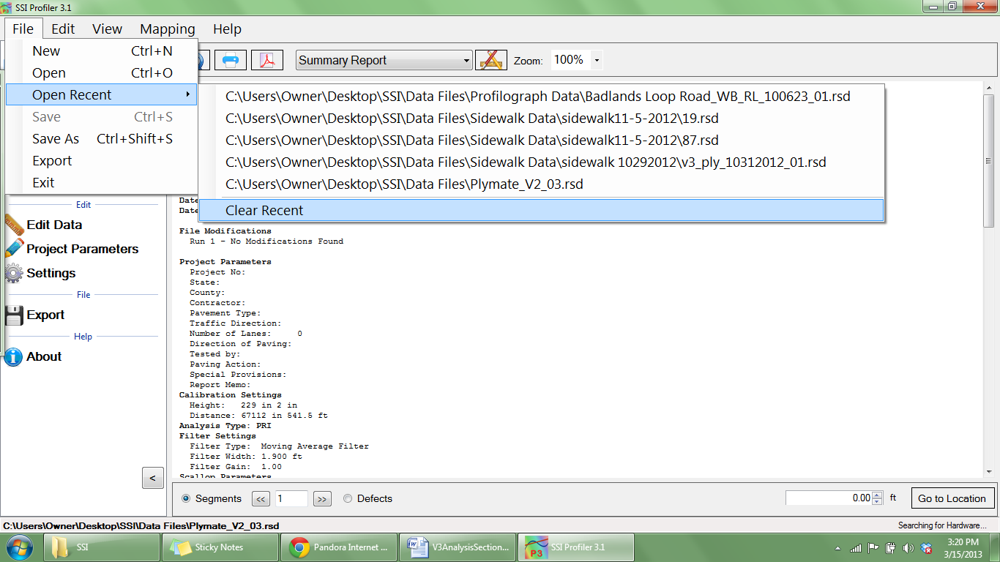 SSI Profiler 3.1
File Edit View Mapping Help
New Ctrl+N
Open Ctrl+O
Open Recent
Save Ctrl+S
Save As Ctrl+Shift+S
Export
Exit
Summary Report Zoom: 100%
C:\Users\Owner\Desktop\SSI\Data Files\Profilograph Data\Badlands Loop Road_WB_RL_100623_01.rsd
C:\Users\Owner\Desktop\SSI\Data Files\Sidewalk Data\sidewalk11-5-2012\19.rsd
C:\Users\Owner\Desktop\SSI\Data Files\Sidewalk Data\sidewalk11-5-2012\87.rsd
C:\Users\Owner\Desktop\SSI\Data Files\Sidewalk Data\sidewalk 10292012\v3_ply_10312012_01.rsd
C:\Users\Owner\Desktop\SSI\Data Files\Plymate_V2_03.rsd
Clear Recent
Edit
Edit Data
Project Parameters
Settings
File
Export
Help
About
<
Date
Date
File Modifications
Run 1 - No Modifications Found
Project Parameters
Project No:
State:
County:
Contractor:
Pavement Type:
Traffic Direction:
Number of Lanes: 0
Direction of Paving:
Tested by:
Paving Action:
Special Provisions:
Report Memo:
Calibration Settings
Height: 229 in 2 in
Distance: 67112 in 541.5 ft
Analysis Type: PRI
Filter Settings
Filter Type: Moving Average Filter
Filter Width: 1.900 ft
Filter Gain: 1.00
Scallop Parameters
Segments << 1 >> Defects 0.00 ft Go to Location
C:\Users\Owner\Desktop\SSI\Data Files\Plymate_V2_03.rsd Searching for Hardware...
SSI Sticky Notes Pandora Internet ... V3AnalysisSection... P3 SSI Profiler 3.1 3:20 PM
3/15/2013